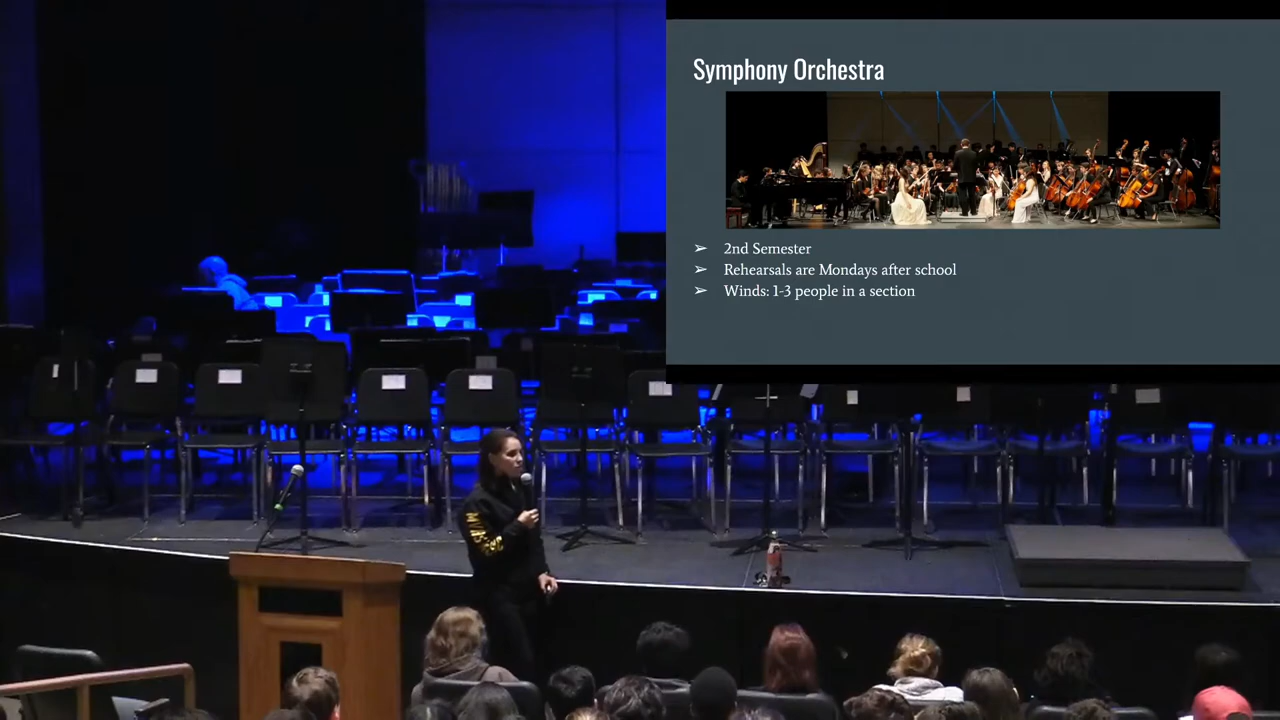 Symphony Orchestra
➢ 2nd Semester
➢ Rehearsals are Mondays after school
➢ Winds: 1-3 people in a section